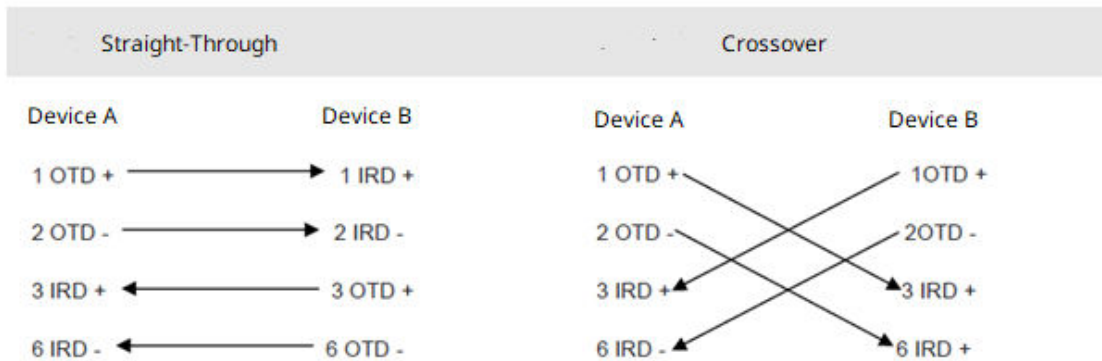 Straight-Through Crossover
Device A Device B
1 OTD + 1 IRD +
2 OTD - 2 IRD -
3 IRD + 3 OTD +
6 IRD - 6 OTD -
Device A Device B
1 OTD + 1OTD +
2 OTD - 2OTD -
3 IRD + 3 IRD +
6 IRD - 6 IRD +